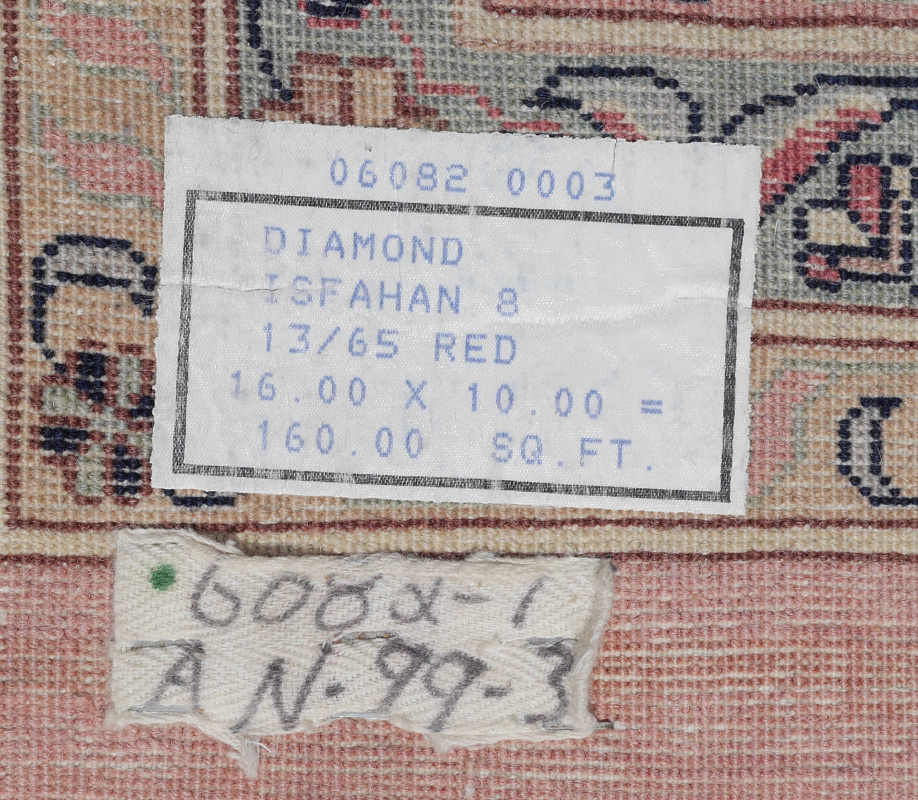 06082 0003
DIAMOND
ISFAHAN 8
13/65 RED
16.00 X 10.00 =
160.00 SQ.FT.
6082-1
AN.99-3